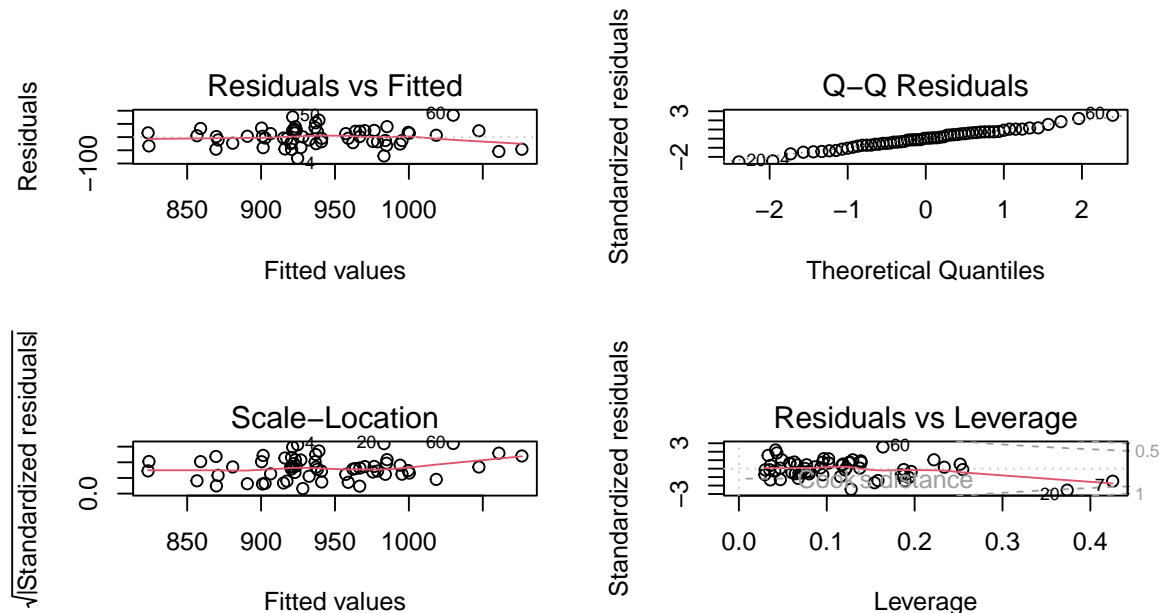 Residuals vs Fitted
Residuals
−100
50
60
4
850 900 950 1000
Fitted values
Q−Q Residuals
Standardized residuals
3
−2
60
20 4
−2 −1 0 1 2
Theoretical Quantiles
Scale−Location
√|Standardized residuals|
0.0
4 20 60
850 900 950 1000
Fitted values
Residuals vs Leverage
Standardized residuals
3
−3
60
Cook's distance
20 7
0.5
1
0.0 0.1 0.2 0.3 0.4
Leverage